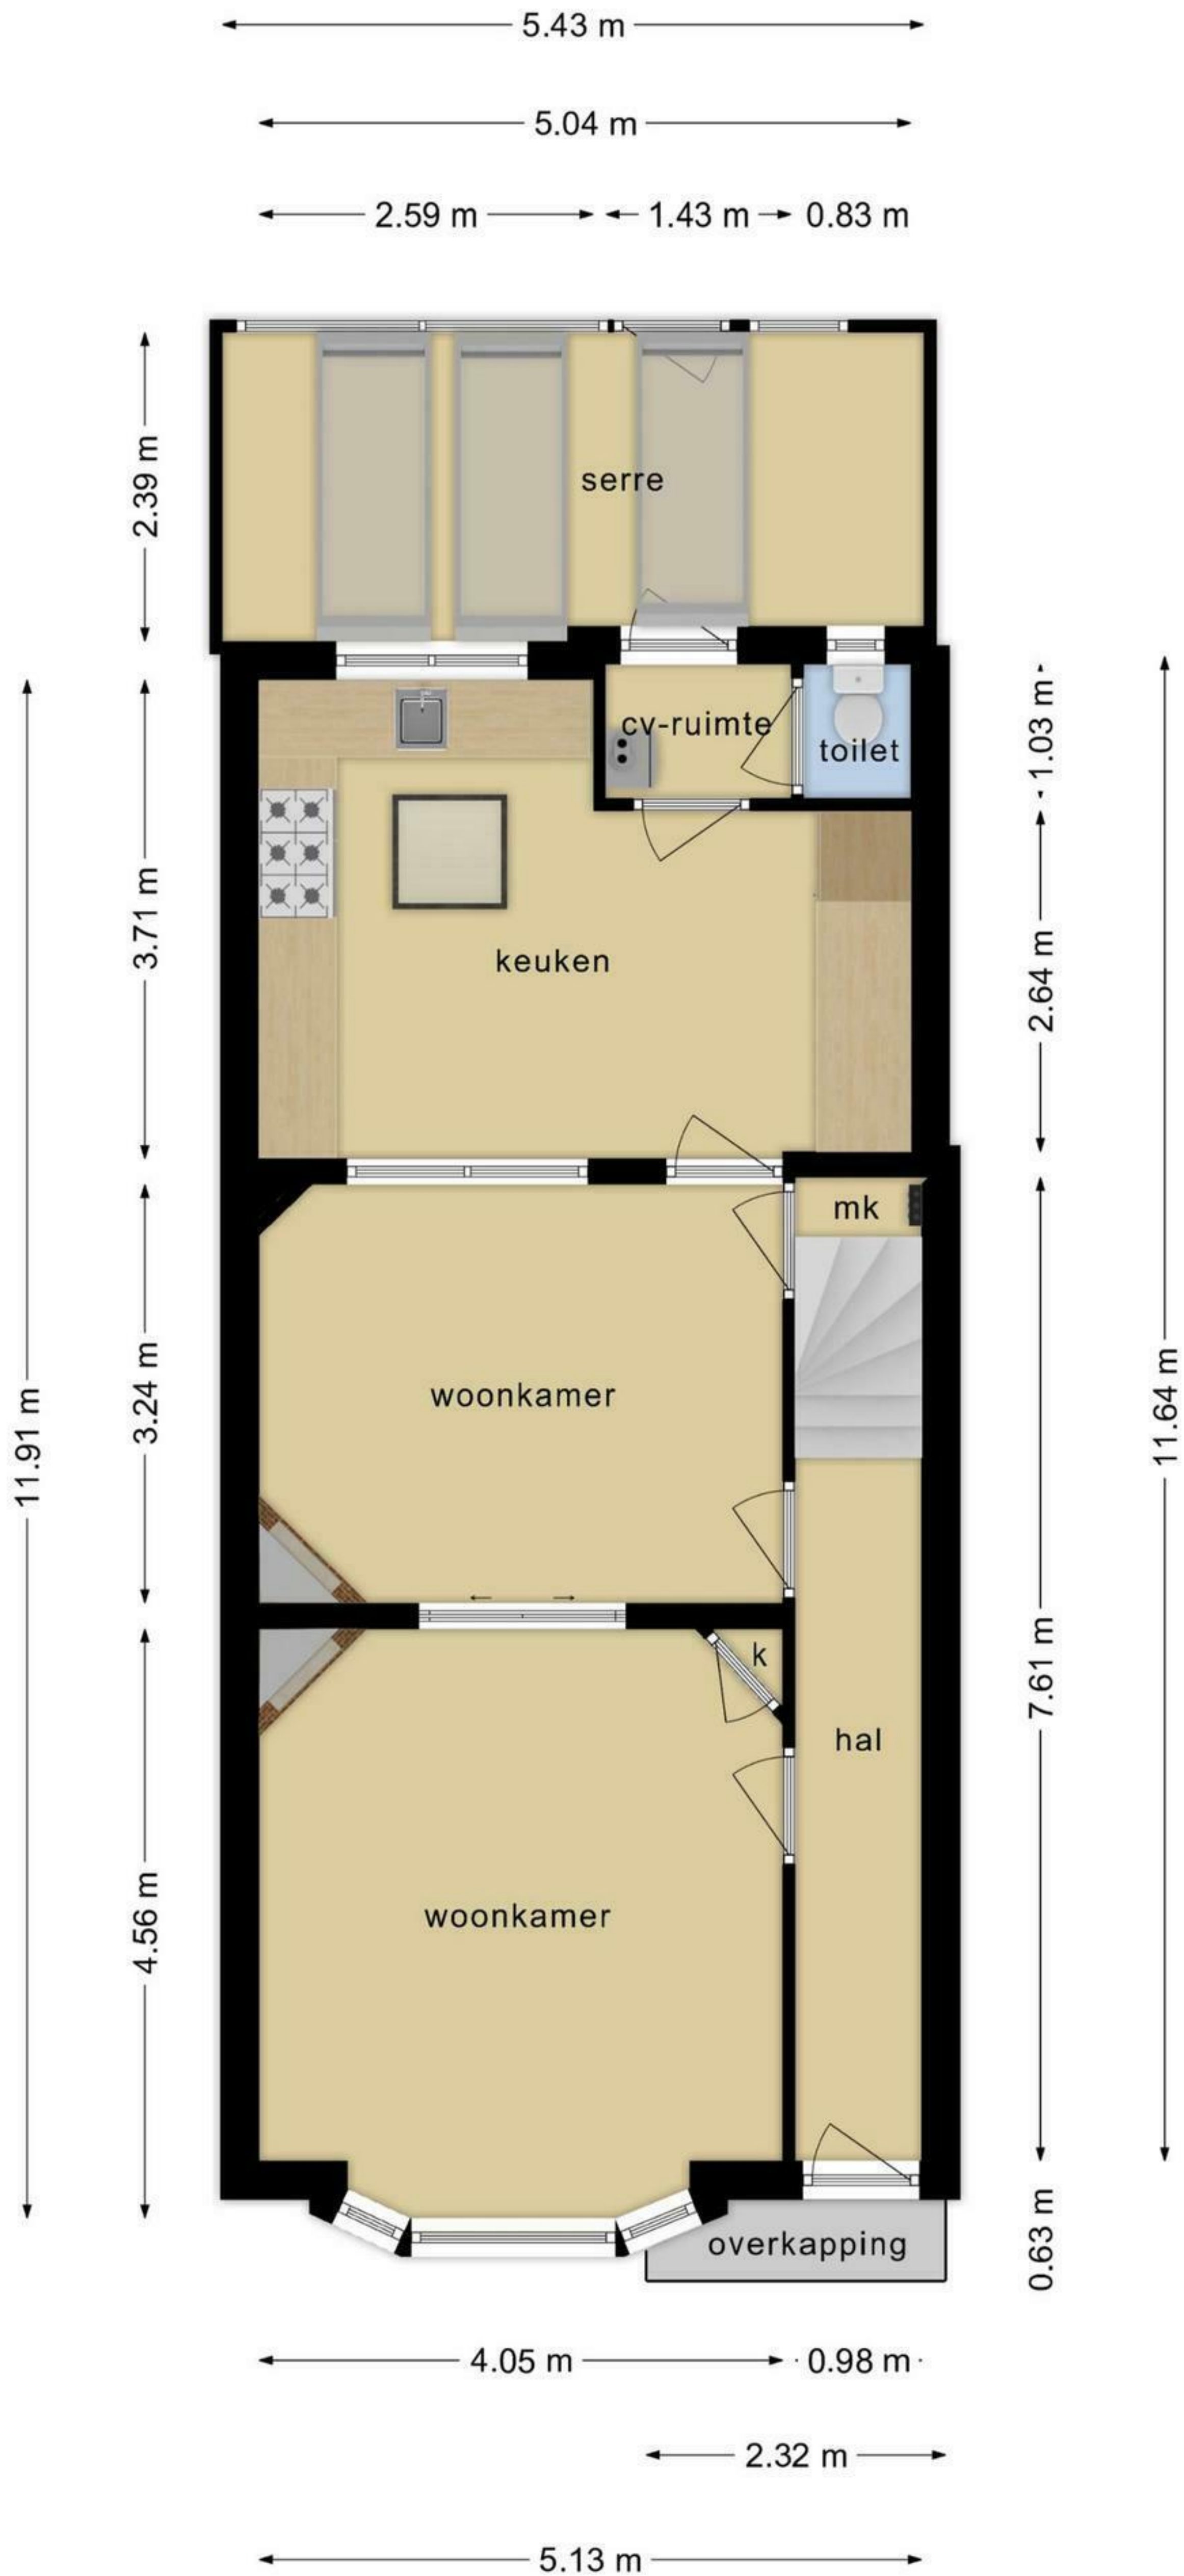 5.43 m
5.04 m
2.59 m
1.43 m
0.83 m
2.39 m
serre
cv-ruimte
toilet
1.03 m
3.71 m
keuken
2.64 m
mk
11.91 m
3.24 m
woonkamer
11.64 m
k
7.61 m
hal
4.56 m
woonkamer
overkapping
0.63 m
4.05 m
0.98 m
2.32 m
5.13 m